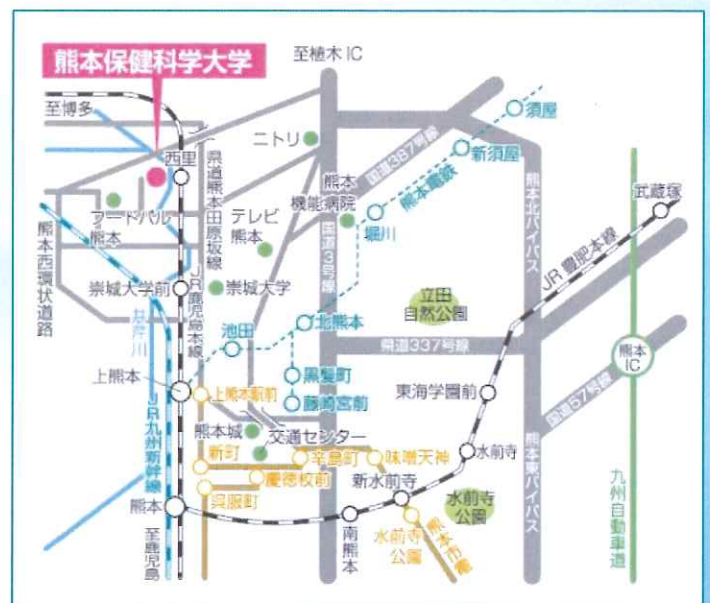 至植木IC
熊本保健科学大学
至博多
須屋
ニトリ
新須屋
国道387号線
西里
県道熊本田原坂線
熊本
機能病院
熊本電鉄
熊本北バイパス
武蔵塚
フードパル
熊本
テレビ
熊本
堀川
国道3号線
JR豊肥本線
熊本西環状道路
崇城大学前
崇城大学
JR鹿児島本線
立田
自然公園
井芹川
池田
北熊本
県道337号線
熊本
IC
黒髪町
上熊本
上熊本駅前
藤崎宮前
東海学園前
国道57号線
熊本城
交通センター
JR九州新幹線
新町
辛島町
味噌天神
水前寺
熊本東バイパス
慶徳校前
新水前寺
九州自動車道
呉服町
熊本
水前寺
公園
至鹿児島
南熊本
水前寺
公園
熊本市電